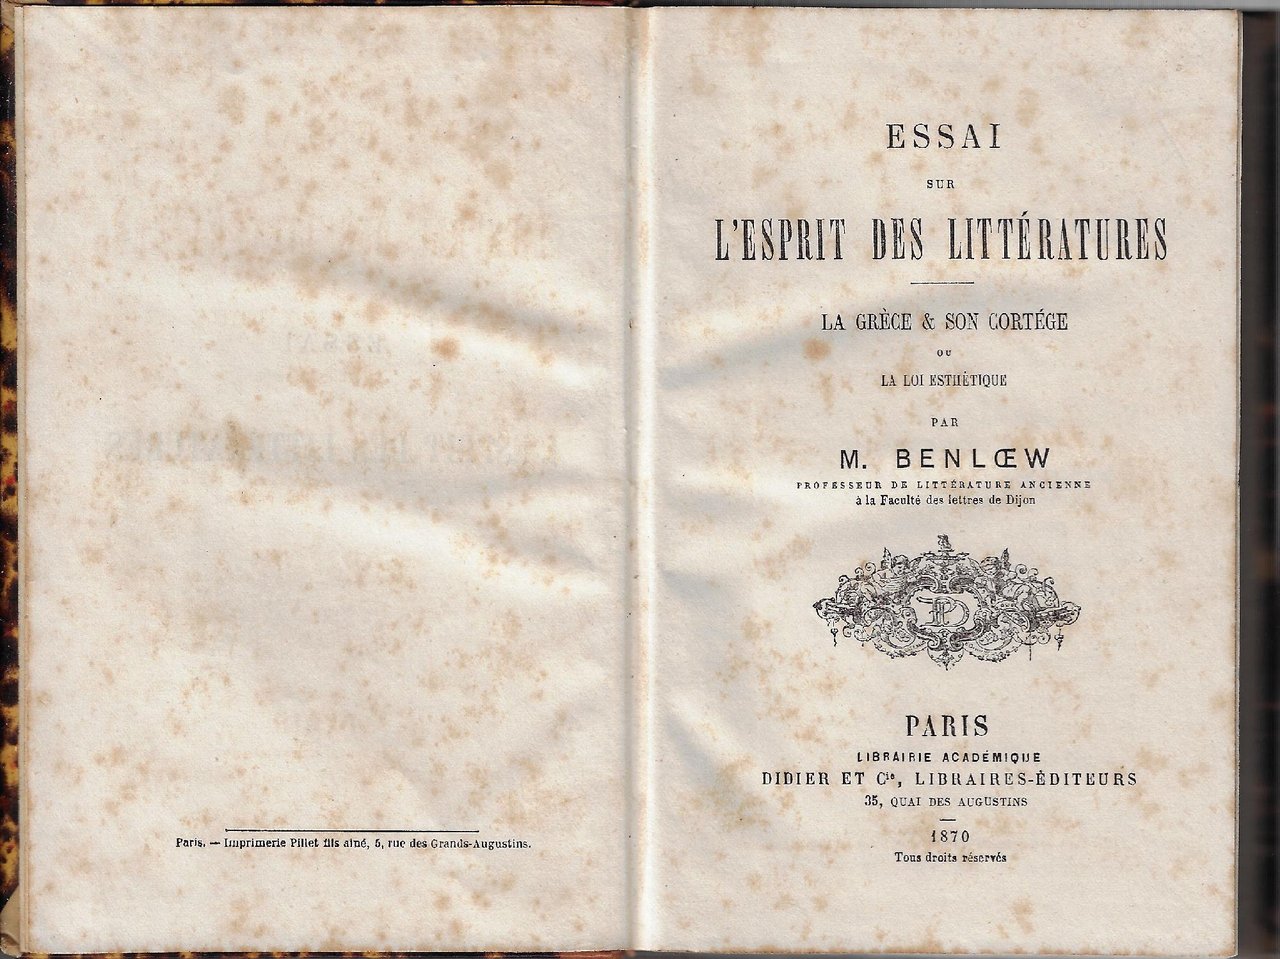 Paris. — Imprimerie Pillet fils aîné, 5, rue des Grands-Augustins.
ESSAI
SUR
L'ESPRIT DES LITTÉRATURES
LA GRÈCE & SON CORTÉGE
OU
LA LOI ESTHÉTIQUE
PAR
M. BENLŒW
PROFESSEUR DE LITTÉRATURE ANCIENNE
à la Faculté des lettres de Dijon
PARIS
LIBRAIRIE ACADÉMIQUE
DIDIER ET Cie, LIBRAIRES-ÉDITEURS
35, QUAI DES AUGUSTINS
1870
Tous droits réservés